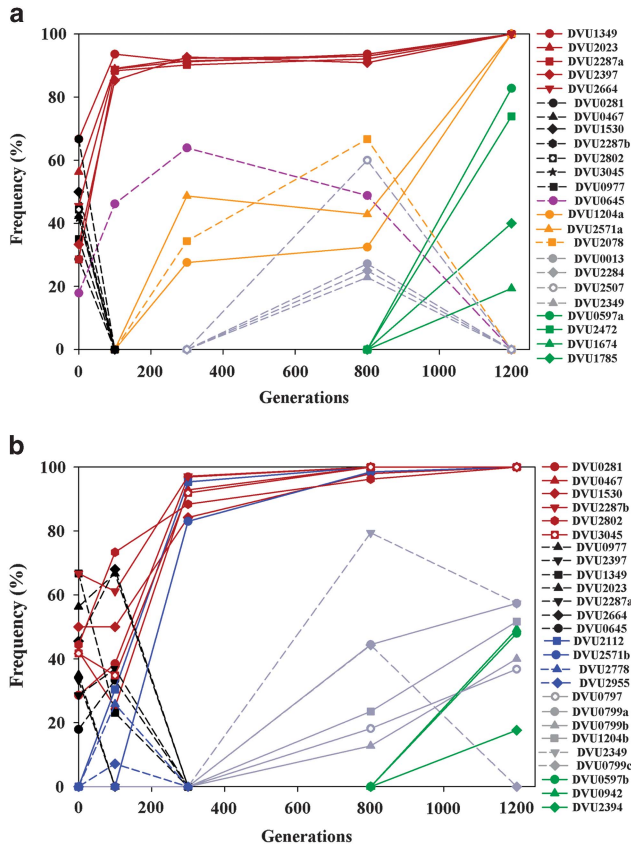 a
Frequency (%)
100
80
60
40
20
0
0 200 400 600 800 1000 1200
Generations
DVU1349
DVU2023
DVU2287a
DVU2397
DVU2664
DVU0281
DVU0467
DVU1530
DVU2287b
DVU2802
DVU3045
DVU0977
DVU0645
DVU1204a
DVU2571a
DVU2078
DVU0013
DVU2284
DVU2507
DVU2349
DVU0597a
DVU2472
DVU1674
DVU1785
b
Frequency (%)
100
80
60
40
20
0
0 200 400 600 800 1000 1200
Generations
DVU0281
DVU0467
DVU1530
DVU2287b
DVU2802
DVU3045
DVU0977
DVU2397
DVU1349
DVU2023
DVU2287a
DVU2664
DVU0645
DVU2112
DVU2571b
DVU2778
DVU2955
DVU0797
DVU0799a
DVU0799b
DVU1204b
DVU2349
DVU0799c
DVU0597b
DVU0942
DVU2394